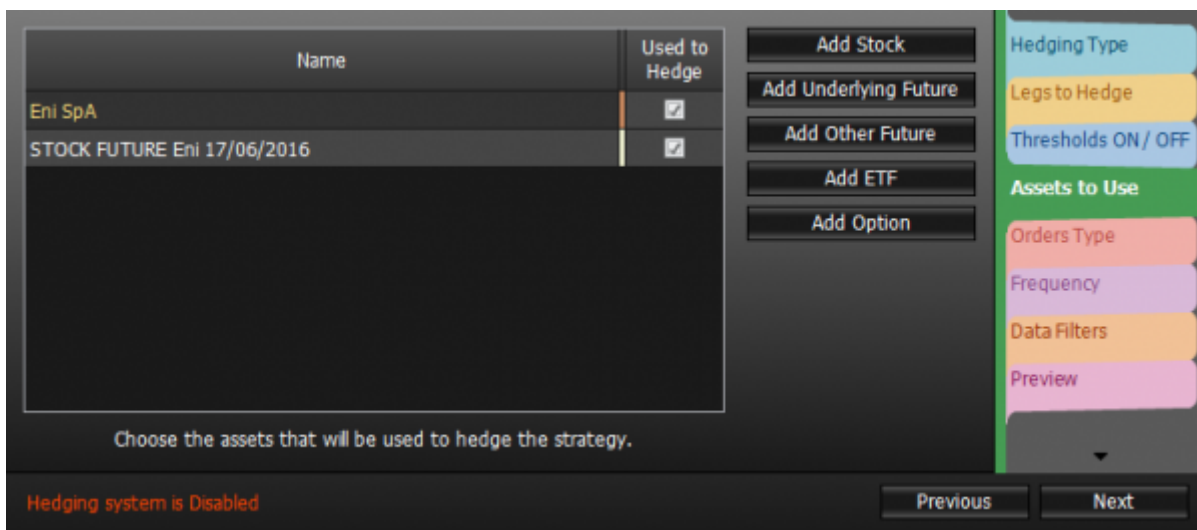 Name
Used to
Hedge
Eni SpA
STOCK FUTURE Eni 17/06/2016
Choose the assets that will be used to hedge the strategy.
Add Stock
Add Underlying Future
Add Other Future
Add ETF
Add Option
Hedging Type
Legs to Hedge
Thresholds ON / OFF
Assets to Use
Orders Type
Frequency
Data Filters
Preview
Hedging system is Disabled
Previous
Next